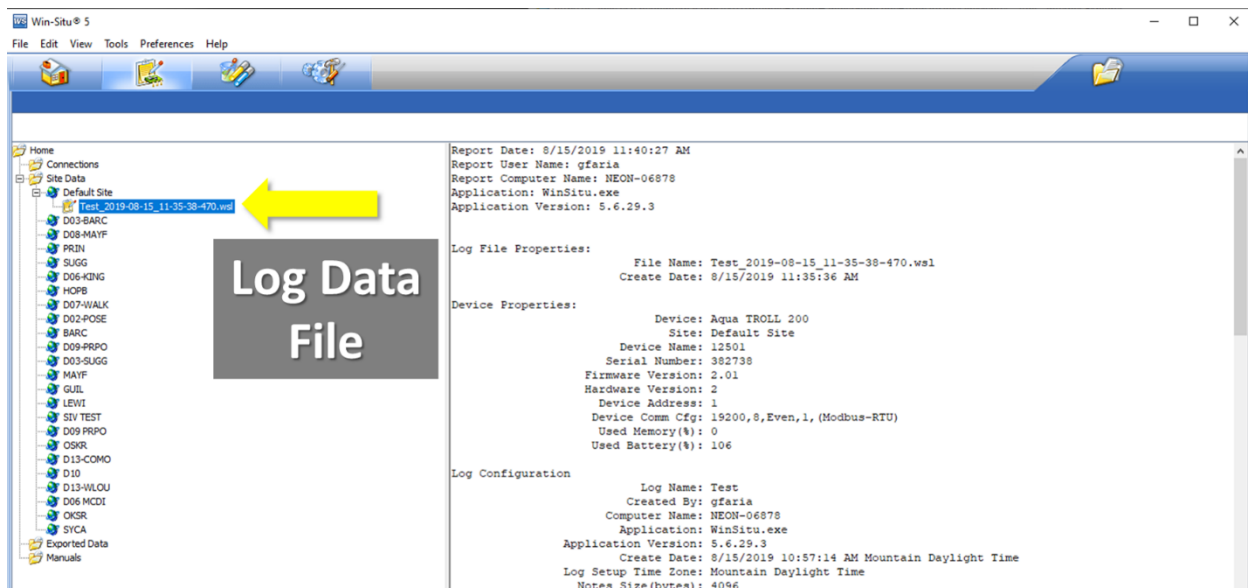 Win-Situ® 5
File Edit View Tools Preferences Help
Home
Connections
Site Data
Default Site
Test_2019-08-15_11-35-38-470.wsl
D03-BARC
D08-MAYF
PRIN
SUGG
D06-KING
HOPB
D07-WALK
D02-POSE
BARC
D09-PRPO
D03-SUGG
MAYF
GUIL
LEWI
SIV TEST
D09 PRPO
OSKR
D13-COMO
D10
D13-WLOU
D06 MCDI
OKSR
SYCA
Exported Data
Manuals
Log Data
File
Report Date: 8/15/2019 11:40:27 AM
Report User Name: gfaria
Report Computer Name: NEON-06878
Application: WinSitu.exe
Application Version: 5.6.29.3
Log File Properties:
File Name: Test_2019-08-15_11-35-38-470.wsl
Create Date: 8/15/2019 11:35:36 AM
Device Properties:
Device: Aqua TROLL 200
Site: Default Site
Device Name: 12501
Serial Number: 382738
Firmware Version: 2.01
Hardware Version: 2
Device Address: 1
Device Comm Cfg: 19200,8,Even,1,(Modbus-RTU)
Used Memory(%): 0
Used Battery(%): 106
Log Configuration
Log Name: Test
Created By: gfaria
Computer Name: NEON-06878
Application: WinSitu.exe
Application Version: 5.6.29.3
Create Date: 8/15/2019 10:57:14 AM Mountain Daylight Time
Log Setup Time Zone: Mountain Daylight Time
Notes Size(bytes): 4096